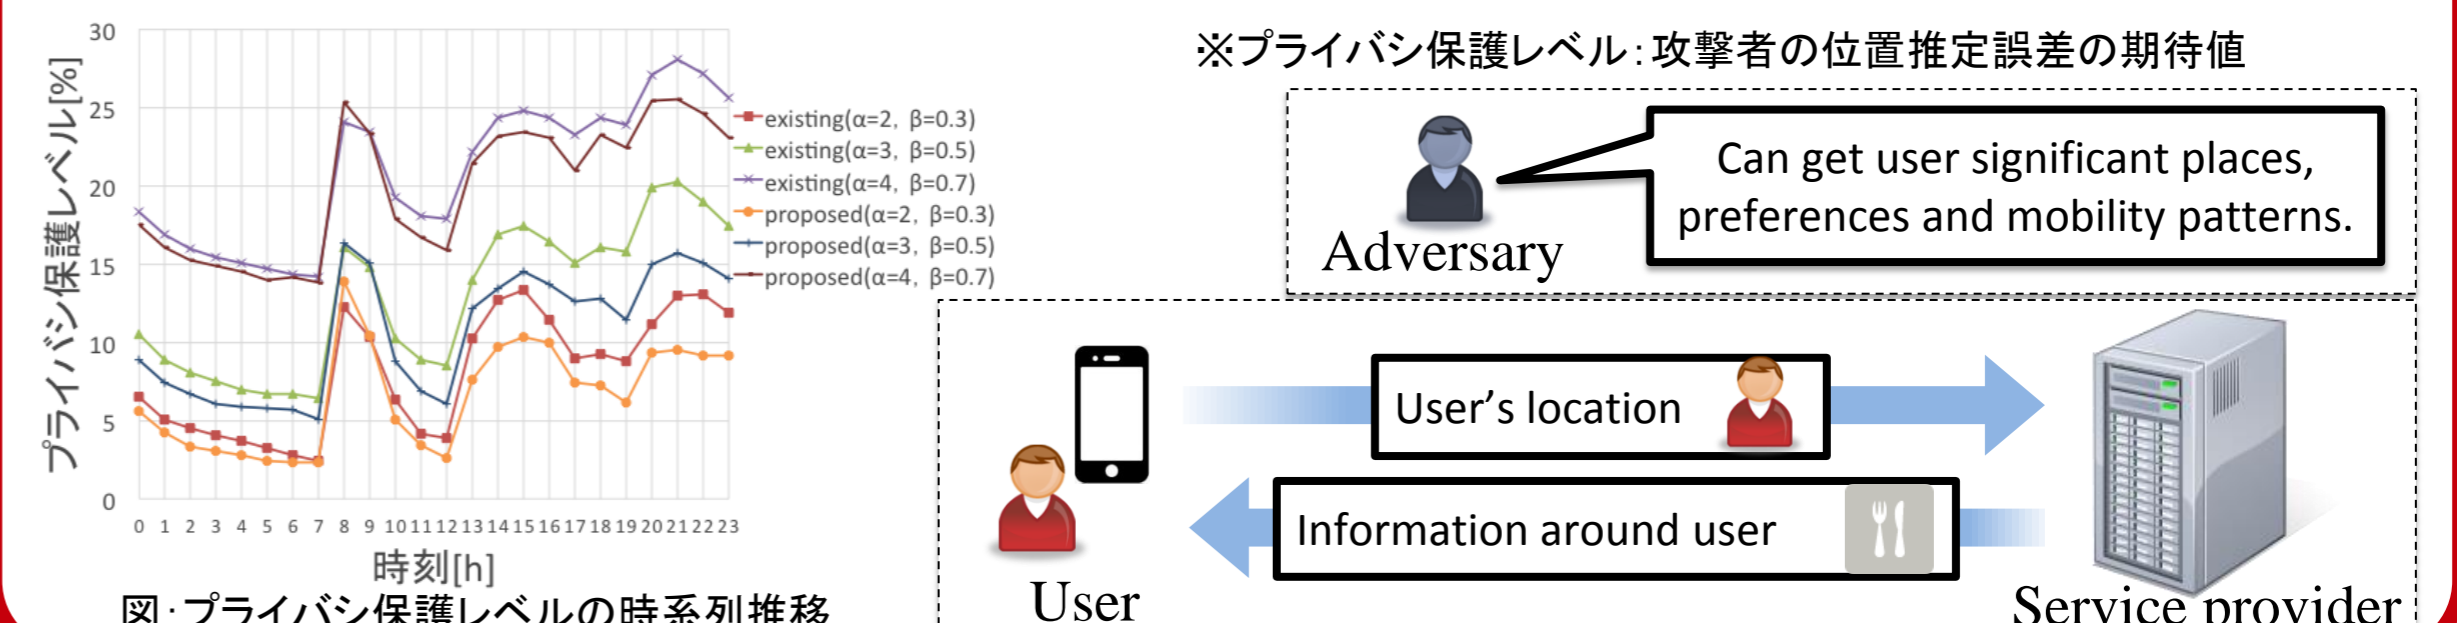 30
25
20
15
10
5
0
プライバシ保護レベル[%]
0 1 2 3 4 5 6 7 8 9 10 11 12 13 14 15 16 17 18 19 20 21 22 23
時刻[h]
existing(α=2, β=0.3)
existing(α=3, β=0.5)
existing(α=4, β=0.7)
proposed(α=2, β=0.3)
proposed(α=3, β=0.5)
proposed(α=4, β=0.7)
図・プライバシ保護レベルの時系列推移
※プライバシ保護レベル:攻撃者の位置推定誤差の期待値
Can get user significant places,
preferences and mobility patterns.
Adversary
User's location
Information around user
User
Service provider